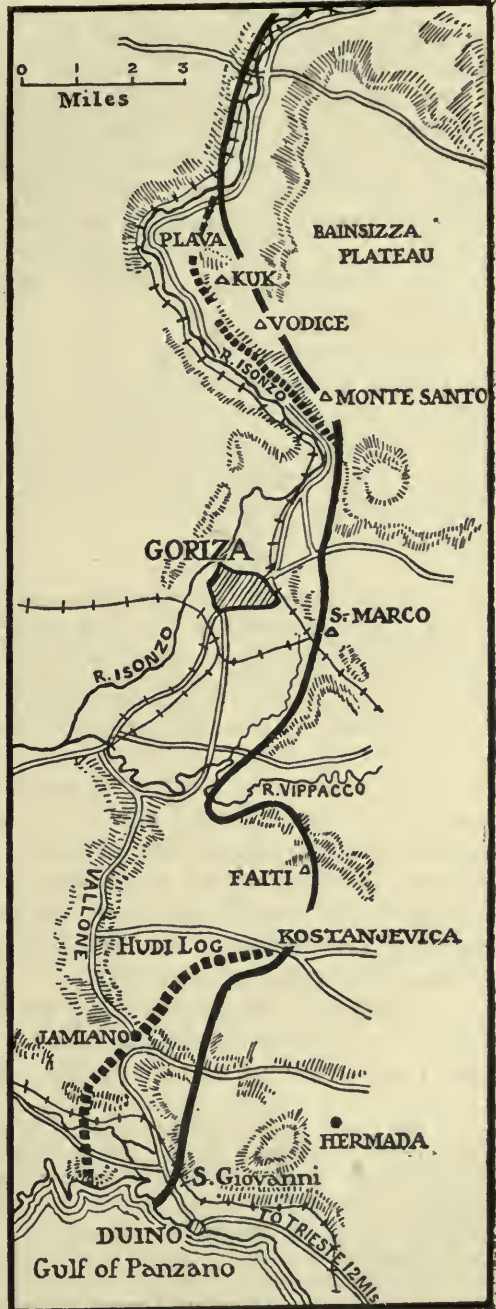 0 1 2 3
Miles
PLAVA
BAINSIZZA
PLATEAU
KUK
VODICE
R. ISONZO
MONTE SANTO
GORIZA
Sᵀ MARCO
R. ISONZO
R. VIPPACCO
VALLONE
FAITI
HUDI LOG
KOSTANJEVICA
JAMIANO
HERMADA
S. Giovanni
DUINO
TO TRIESTE 12 Mls
Gulf of Panzano